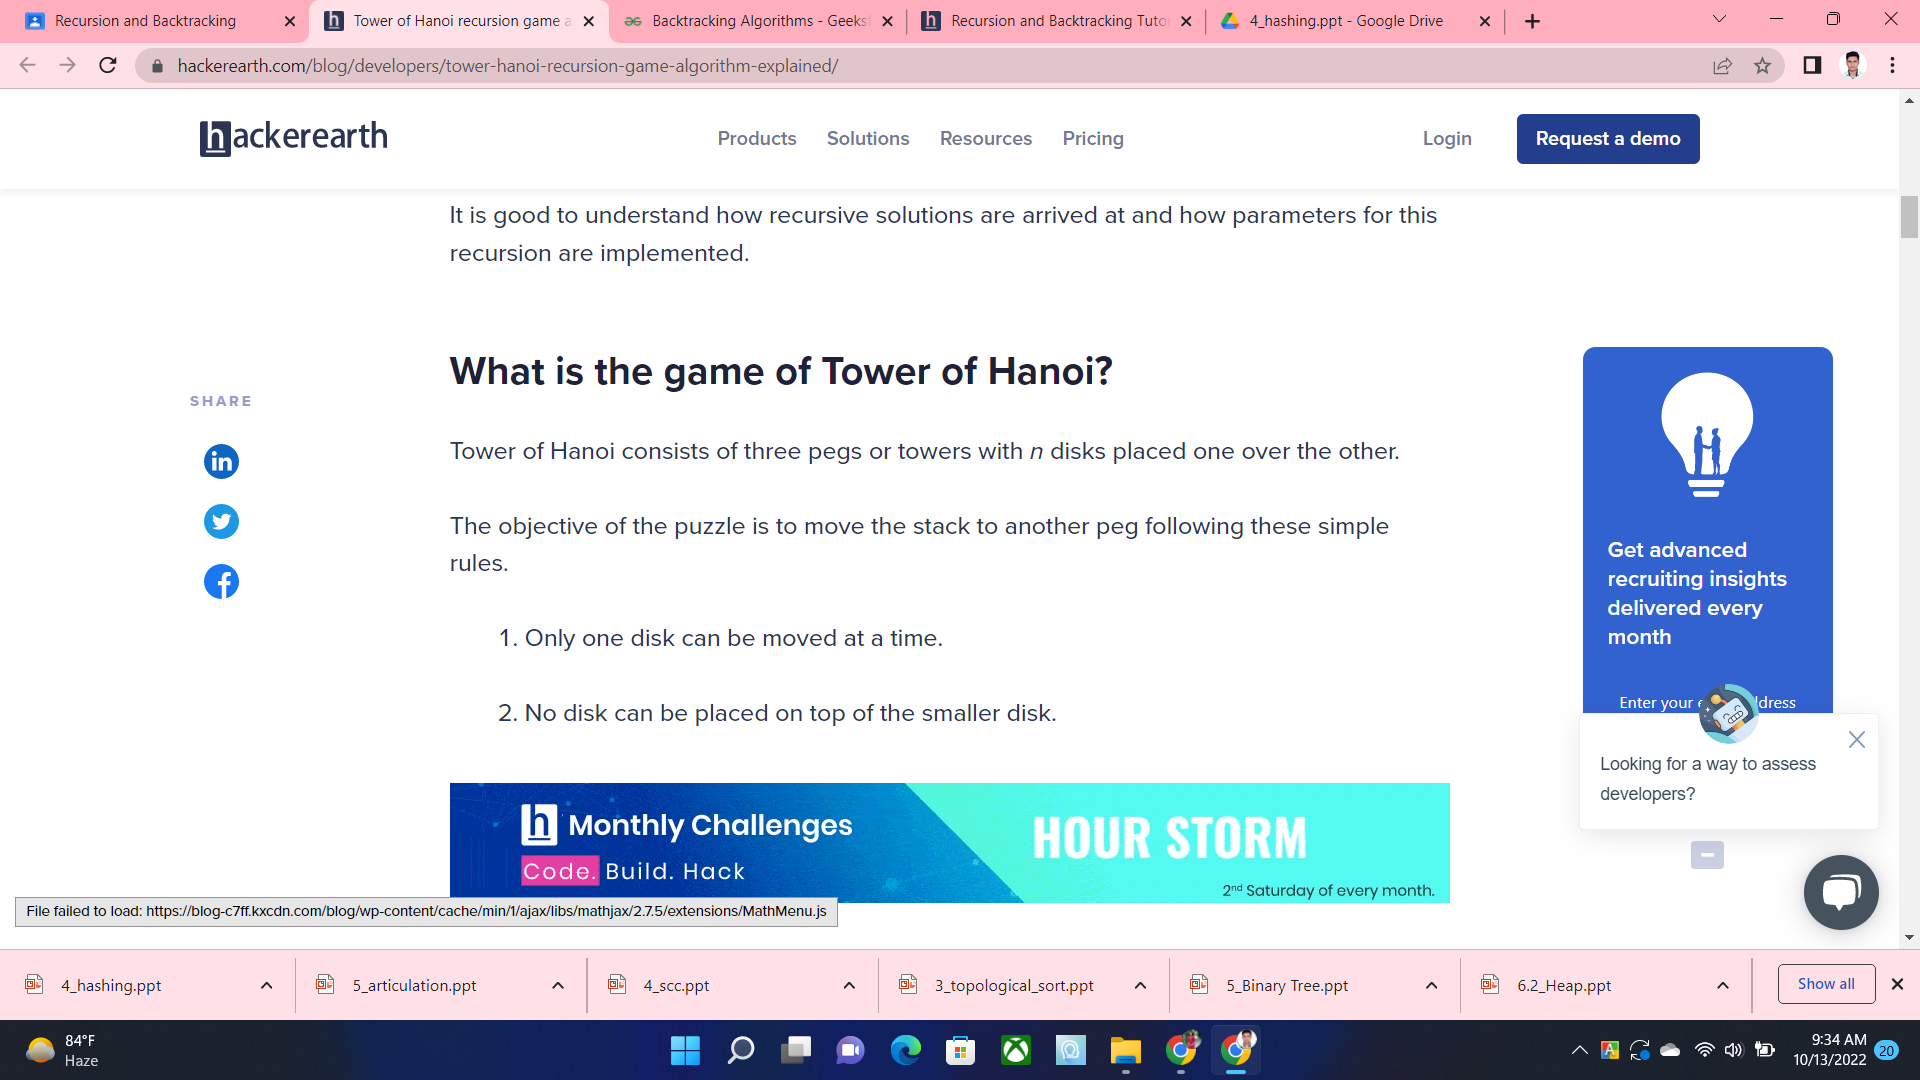 Recursion and Backtracking
Tower of Hanoi recursion game a
Backtracking Algorithms - Geeksf
Recursion and Backtracking Tuto
4_hashing.ppt - Google Drive
hackerearth.com/blog/developers/tower-hanoi-recursion-game-algorithm-explained/
hackerearth
Products
Solutions
Resources
Pricing
Login
Request a demo
It is good to understand how recursive solutions are arrived at and how parameters for this
recursion are implemented.
What is the game of Tower of Hanoi?
SHARE
Tower of Hanoi consists of three pegs or towers with n disks placed one over the other.
The objective of the puzzle is to move the stack to another peg following these simple
rules.
1. Only one disk can be moved at a time.
2. No disk can be placed on top of the smaller disk.
Get advanced
recruiting insights
delivered every
month
Enter your e dress
Looking for a way to assess
developers?
h Monthly Challenges
Code. Build. Hack
HOUR STORM
2nd Saturday of every month.
File failed to load: https://blog-c7ff.kxcdn.com/blog/wp-content/cache/min/1/ajax/libs/mathjax/2.7.5/extensions/MathMenu.js
4_hashing.ppt
5_articulation.ppt
4_scc.ppt
3_topological_sort.ppt
5_Binary Tree.ppt
6.2_Heap.ppt
Show all
84°F
Haze
9:34 AM
10/13/2022
20